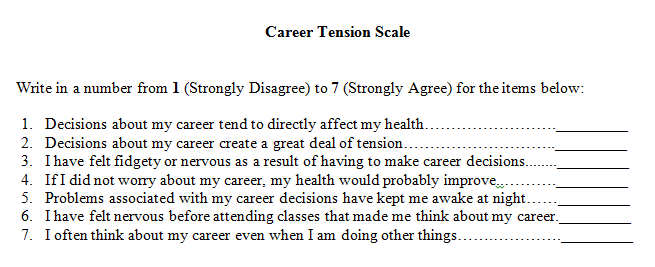 Career Tension Scale
Write in a number from 1 (Strongly Disagree) to 7 (Strongly Agree) for the items below:
1. Decisions about my career tend to directly affect my health……………………….__________
2. Decisions about my career create a great deal of tension…………………………..__________
3. I have felt fidgety or nervous as a result of having to make career decisions........__________
4. If I did not worry about my career, my health would probably improve…………..__________
5. Problems associated with my career decisions have kept me awake at night……__________
6. I have felt nervous before attending classes that made me think about my career.__________
7. I often think about my career even when I am doing other things…………………__________